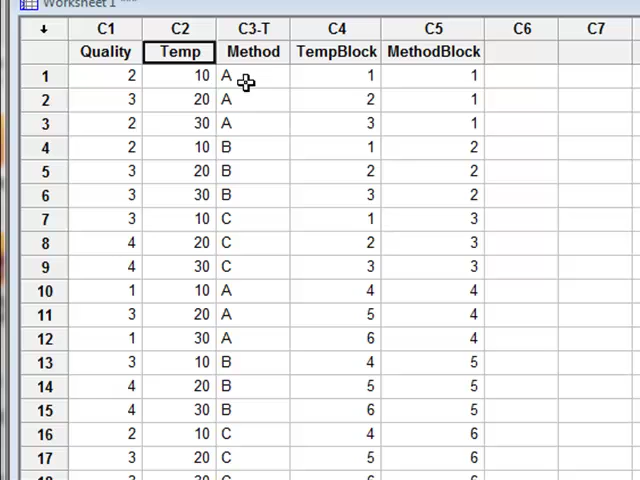 Worksheet 1 ***
↓ C1 C2 C3-T C4 C5 C6 C7
Quality Temp Method TempBlock MethodBlock
1 2 10 A 1 1
2 3 20 A 2 1
3 2 30 A 3 1
4 2 10 B 1 2
5 3 20 B 2 2
6 3 30 B 3 2
7 3 10 C 1 3
8 4 20 C 2 3
9 4 30 C 3 3
10 1 10 A 4 4
11 3 20 A 5 4
12 1 30 A 6 4
13 3 10 B 4 5
14 4 20 B 5 5
15 4 30 B 6 5
16 2 10 C 4 6
17 3 20 C 5 6
18 3 30 C 6 6